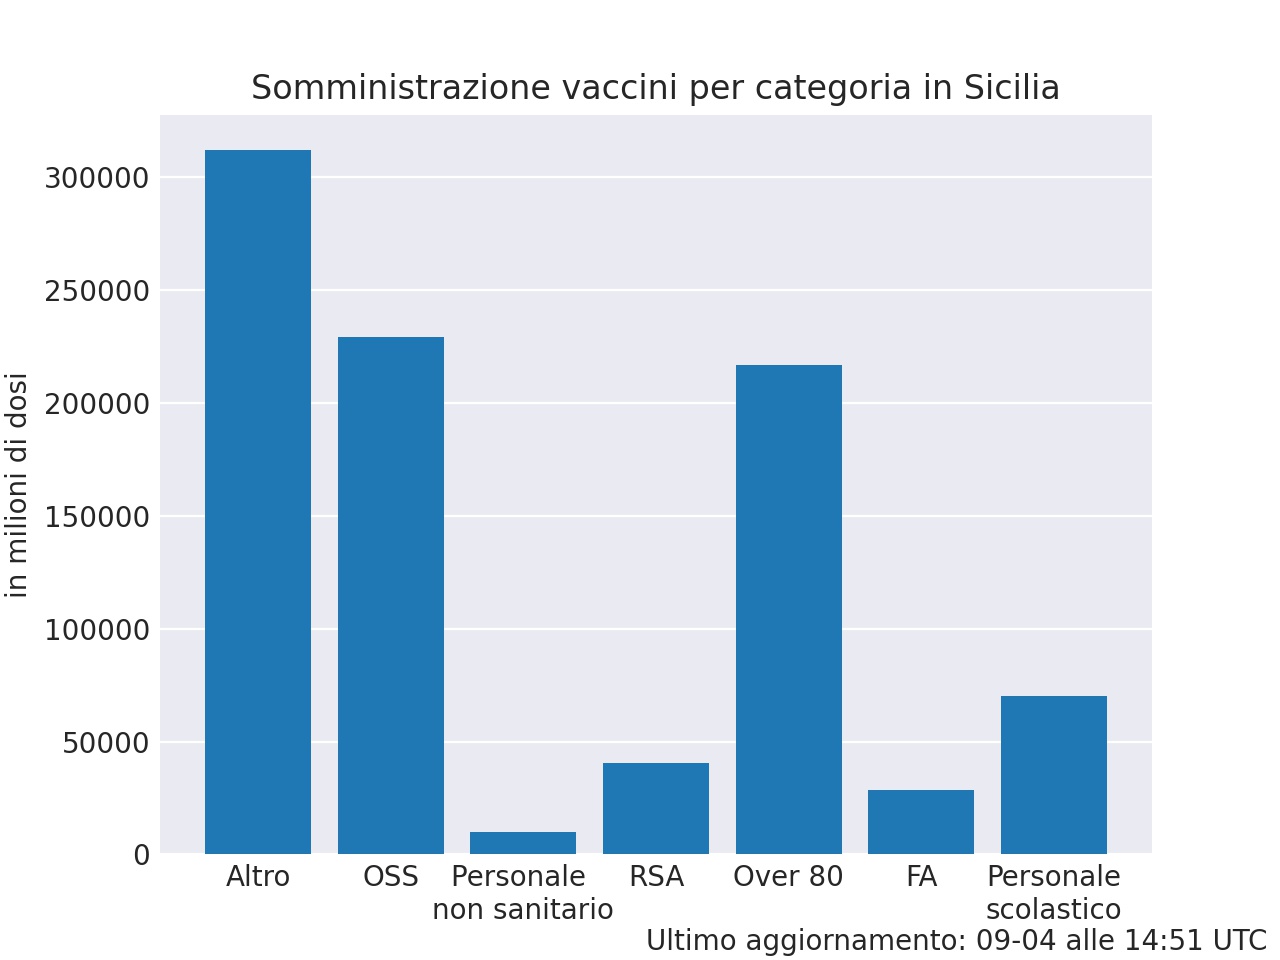 Somministrazione vaccini per categoria in Sicilia
in milioni di dosi
300000
250000
200000
150000
100000
50000
0
Altro
OSS
Personale
non sanitario
RSA
Over 80
FA
Personale
scolastico
Ultimo aggiornamento: 09-04 alle 14:51 UTC